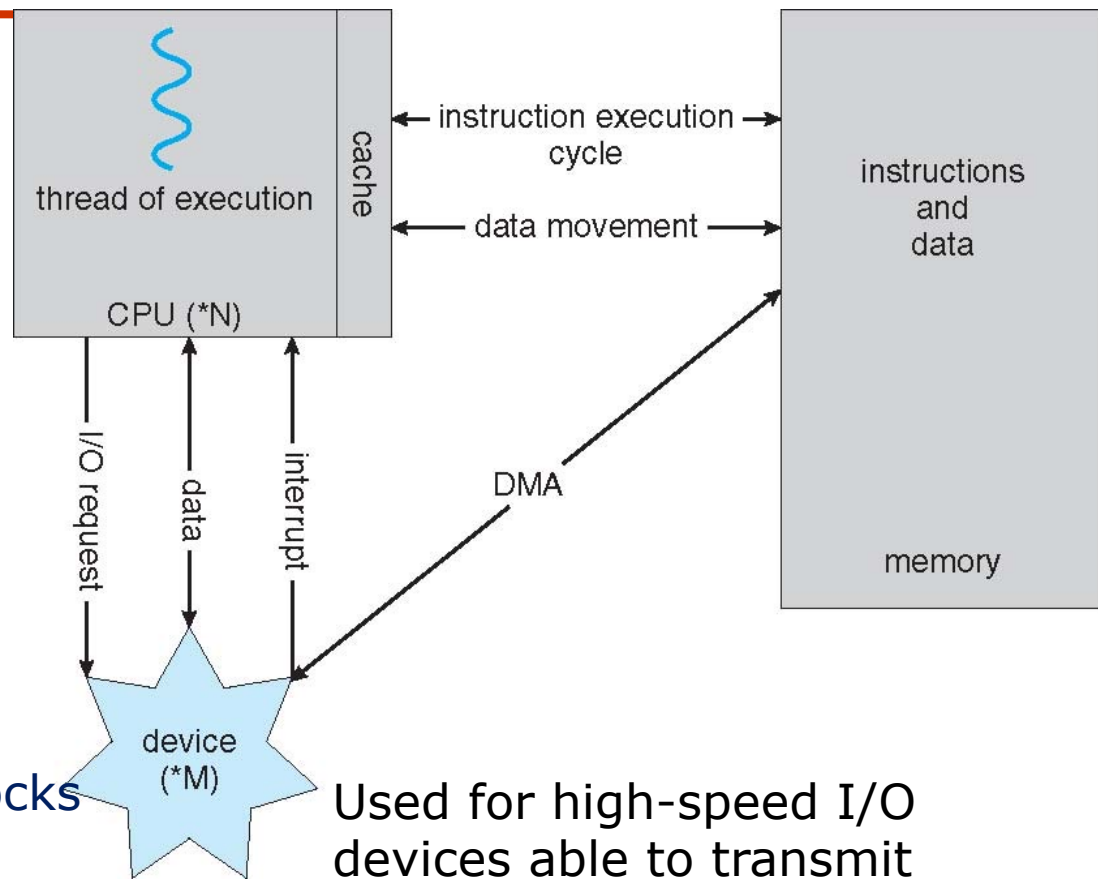 thread of execution
cache
CPU (*N)
instruction execution
cycle
data movement
instructions
and
data
memory
I/O request
data
interrupt
DMA
device
(*M)
Used for high-speed I/O
devices able to transmit